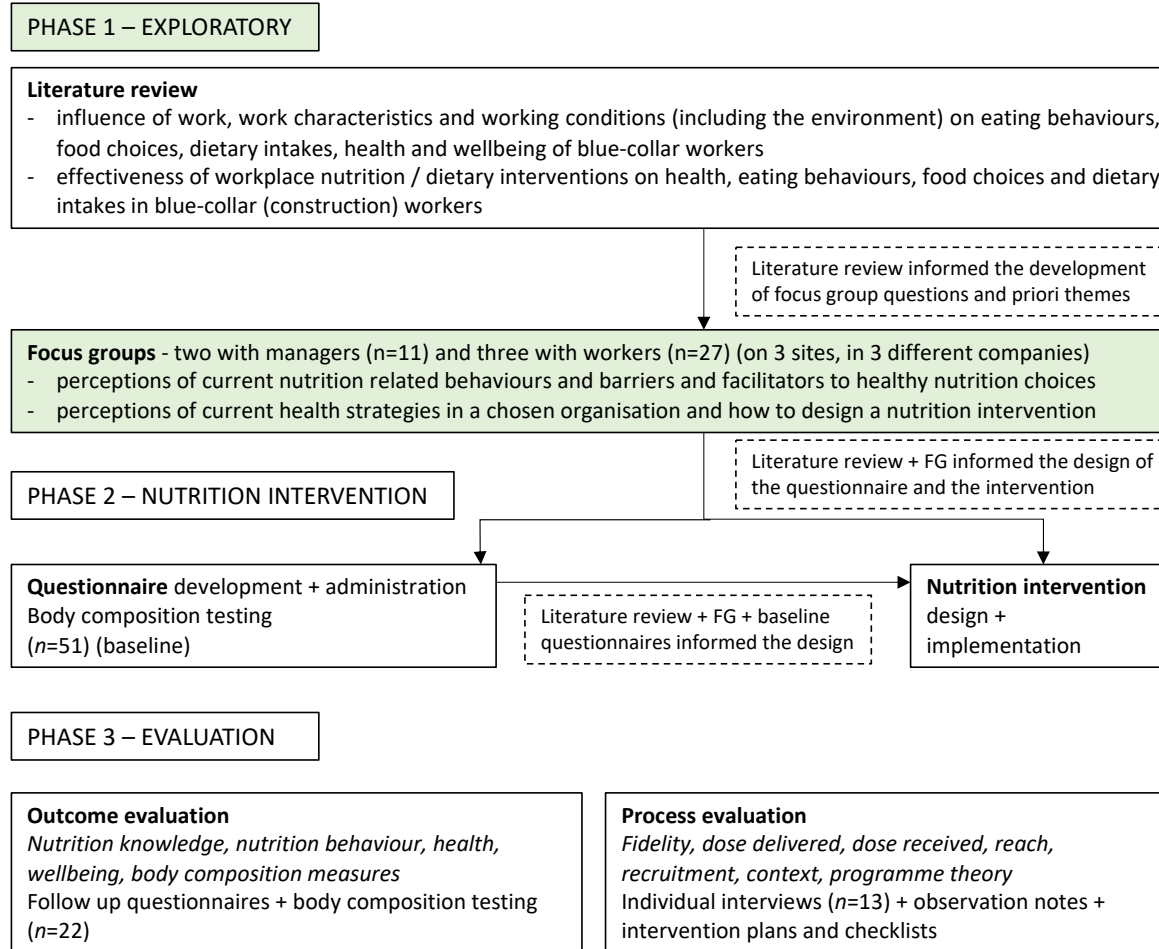 PHASE 1 – EXPLORATORY
Literature review
- influence of work, work characteristics and working conditions (including the environment) on eating behaviours,
food choices, dietary intakes, health and wellbeing of blue-collar workers
- effectiveness of workplace nutrition / dietary interventions on health, eating behaviours, food choices and dietary
intakes in blue-collar (construction) workers
Literature review informed the development
of focus group questions and priori themes
Focus groups - two with managers (n=11) and three with workers (n=27) (on 3 sites, in 3 different companies)
- perceptions of current nutrition related behaviours and barriers and facilitators to healthy nutrition choices
- perceptions of current health strategies in a chosen organisation and how to design a nutrition intervention
Literature review + FG informed the design of
the questionnaire and the intervention
PHASE 2 – NUTRITION INTERVENTION
Questionnaire development + administration
Body composition testing
(n=51) (baseline)
Literature review + FG + baseline
questionnaires informed the design
Nutrition intervention
design +
implementation
PHASE 3 – EVALUATION
Outcome evaluation
Nutrition knowledge, nutrition behaviour, health,
wellbeing, body composition measures
Follow up questionnaires + body composition testing
(n=22)
Process evaluation
Fidelity, dose delivered, dose received, reach,
recruitment, context, programme theory
Individual interviews (n=13) + observation notes +
intervention plans and checklists